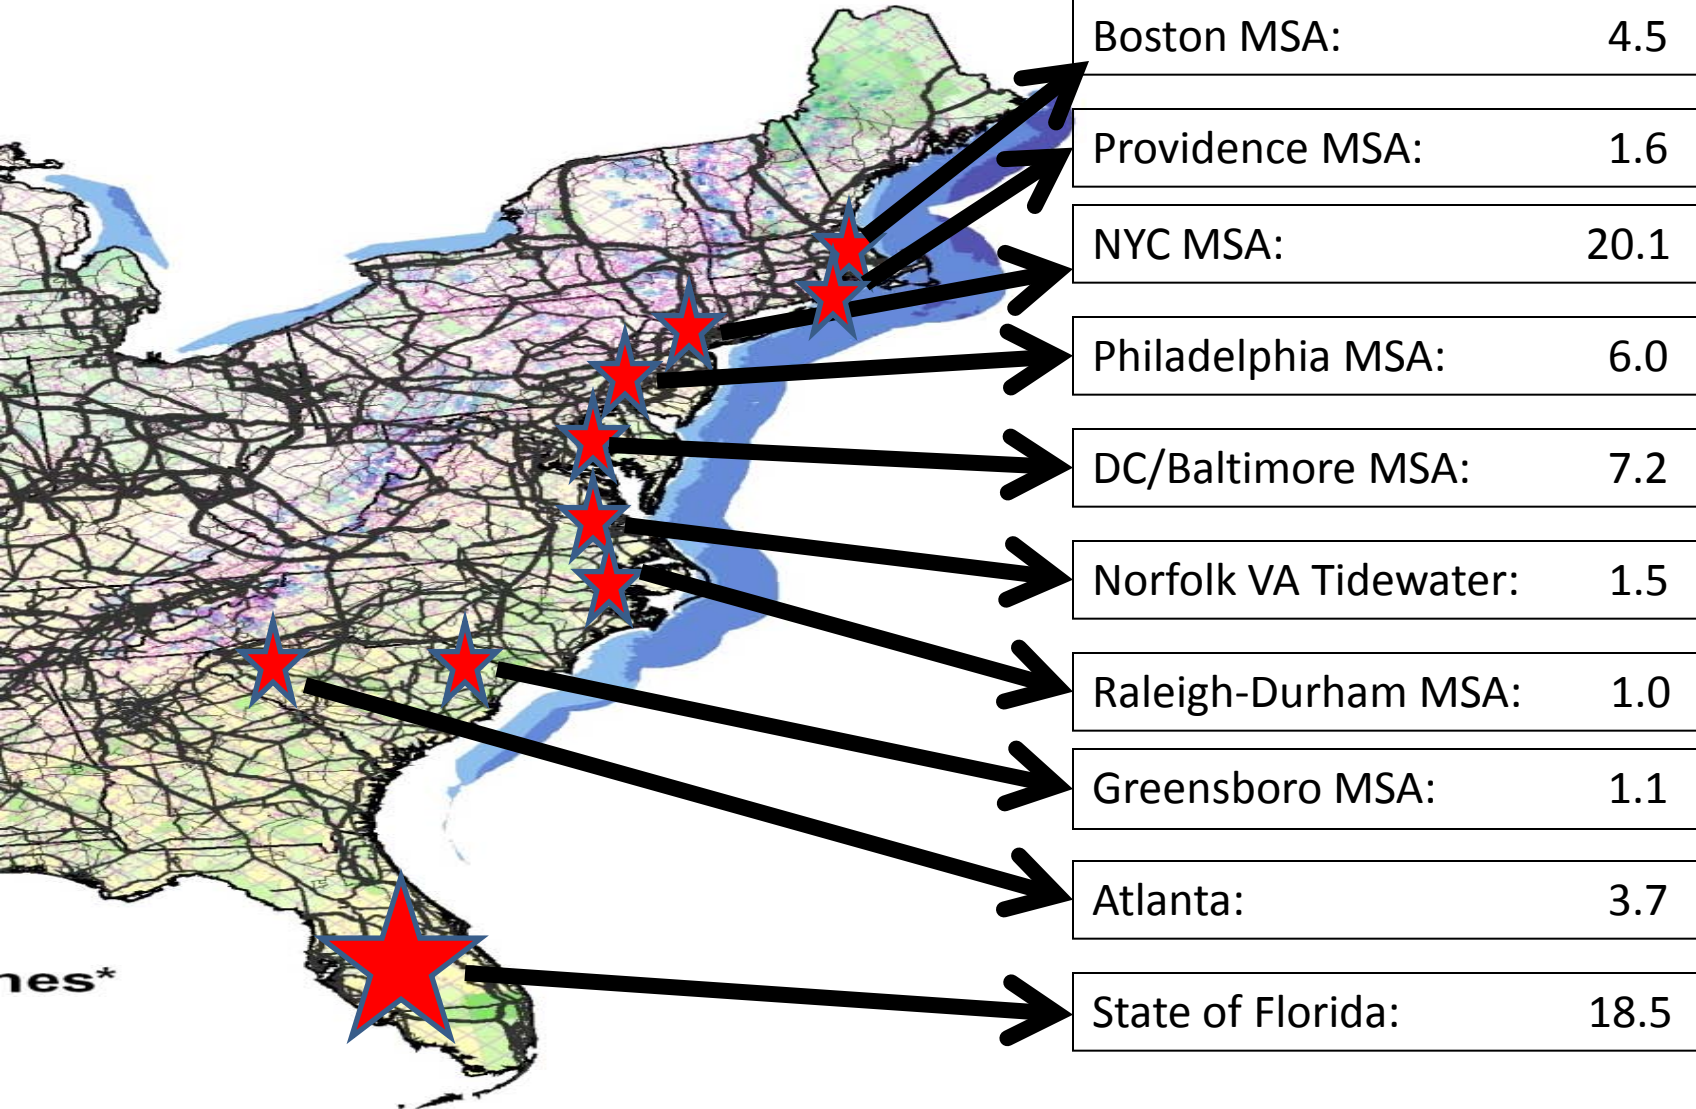 Boston MSA: 4.5
Providence MSA: 1.6
NYC MSA: 20.1
Philadelphia MSA: 6.0
DC/Baltimore MSA: 7.2
Norfolk VA Tidewater: 1.5
Raleigh-Durham MSA: 1.0
Greensboro MSA: 1.1
Atlanta: 3.7
nes*
State of Florida: 18.5